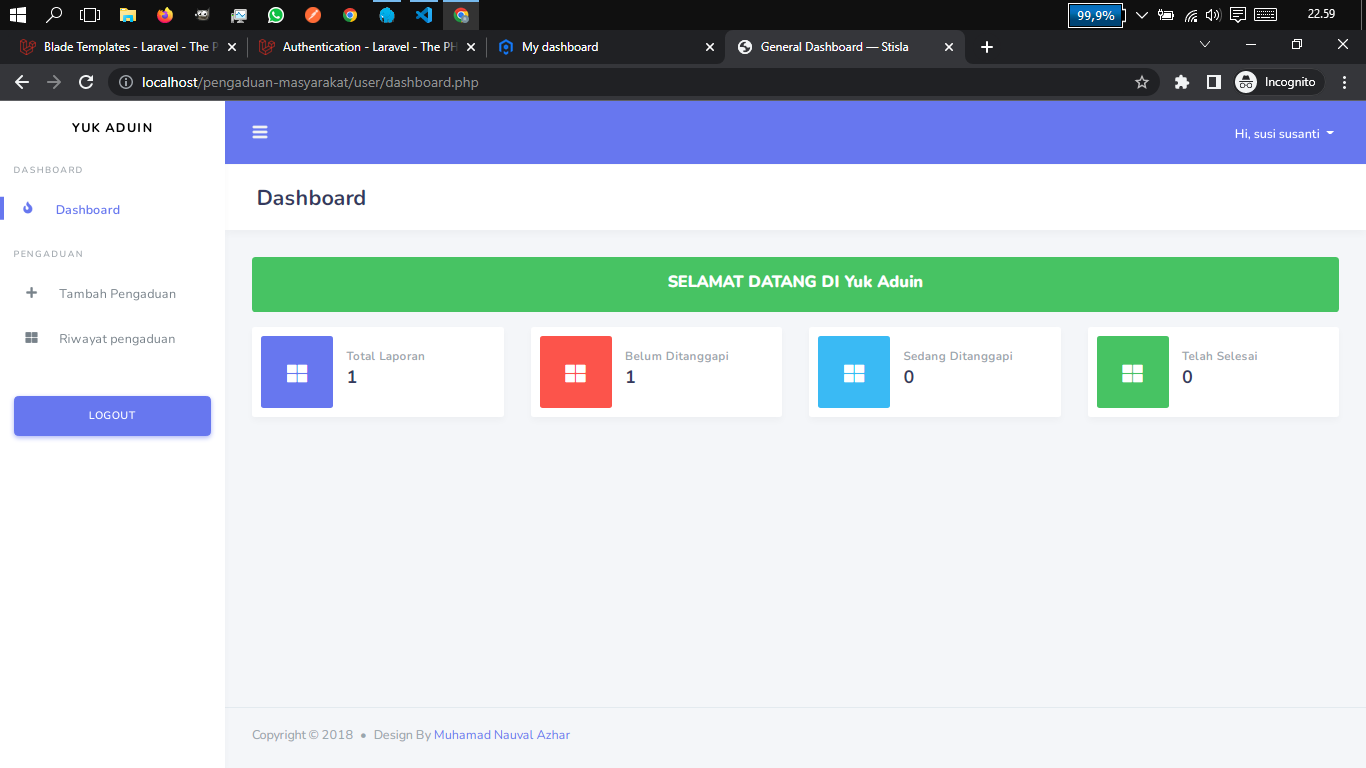 99,9%
22.59
Blade Templates - Laravel - The P
Authentication - Laravel - The PH
My dashboard
General Dashboard — Stisla
localhost/pengaduan-masyarakat/user/dashboard.php
Incognito
YUK ADUIN
Hi, susi susanti
DASHBOARD
Dashboard
PENGADUAN
Tambah Pengaduan
Riwayat pengaduan
LOGOUT
Dashboard
SELAMAT DATANG DI Yuk Aduin
Total Laporan
1
Belum Ditanggapi
1
Sedang Ditanggapi
0
Telah Selesai
0
Copyright © 2018 • Design By Muhamad Nauval Azhar